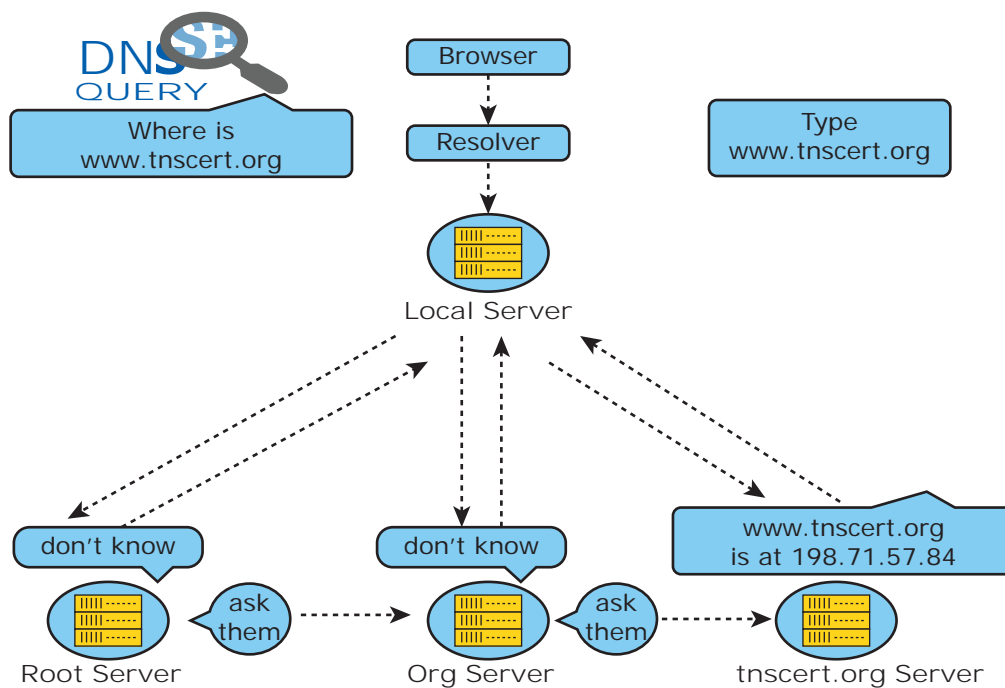 DNS
SE
QUERY
Where is
www.tnscert.org
Browser
Resolver
Type
www.tnscert.org
Local Server
don't know
don't know
www.tnscert.org
is at 198.71.57.84
ask
them
ask
them
Root Server
Org Server
tnscert.org Server